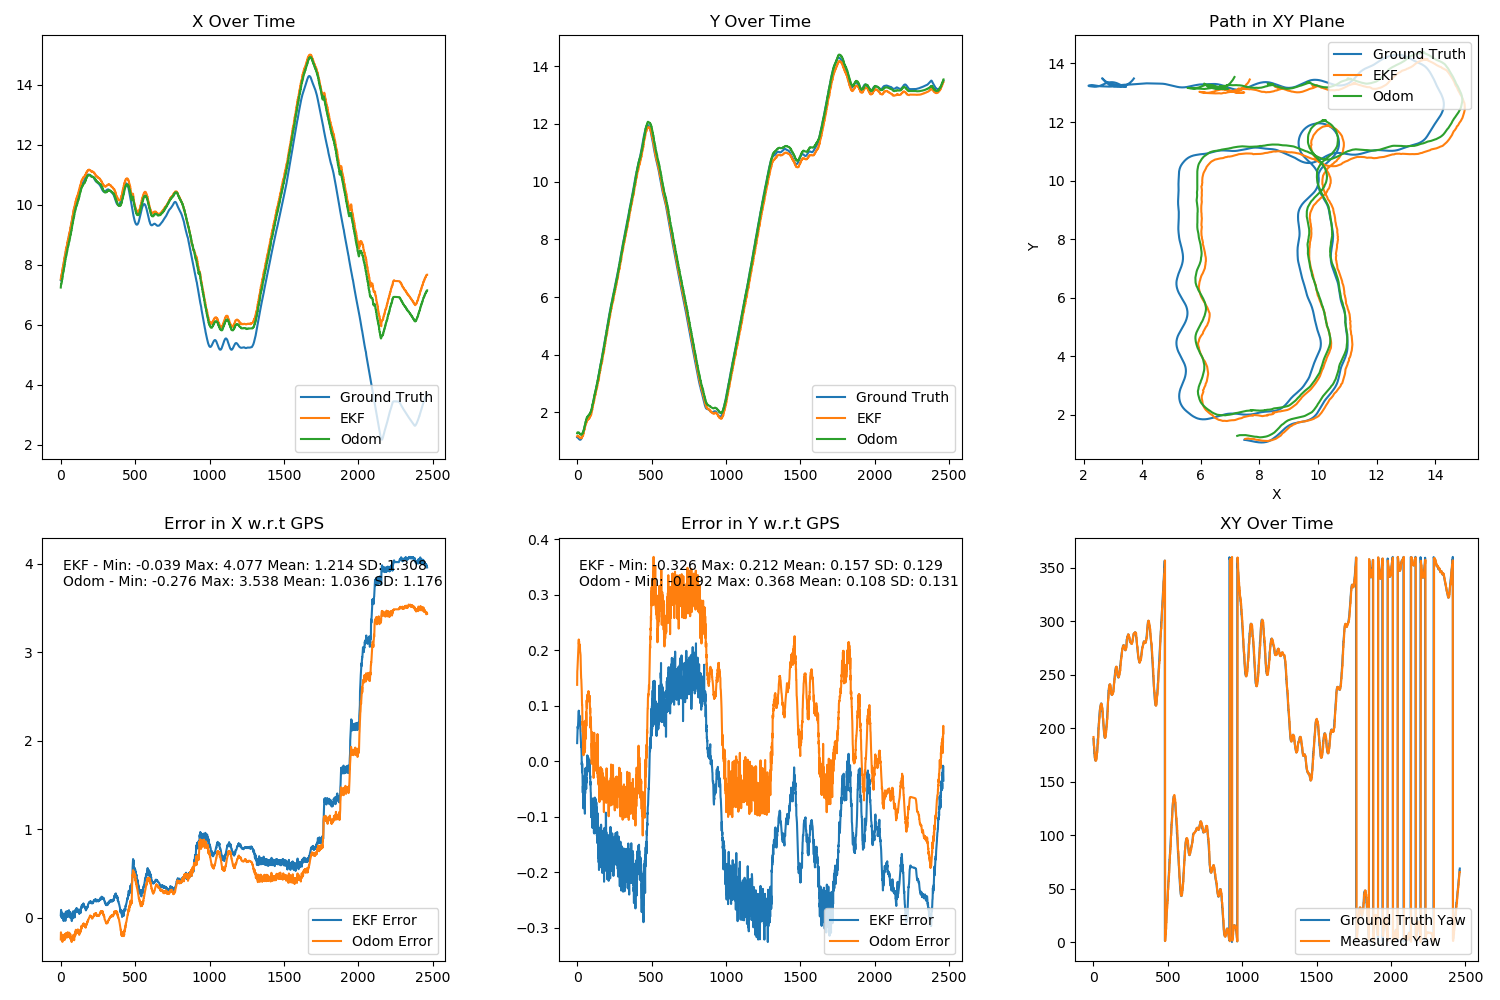 X Over Time
14
12
10
8
6
4
2
0
500
1000
1500
2000
2500
Ground Truth
EKF
Odom
Y Over Time
14
12
10
8
6
4
2
0
500
1000
1500
2000
2500
Ground Truth
EKF
Odom
Path in XY Plane
14
12
10
8
6
4
2
Y
2
4
6
8
10
12
14
X
Ground Truth
EKF
Odom
Error in X w.r.t GPS
EKF - Min: -0.039 Max: 4.077 Mean: 1.214 SD: 1.308
Odom - Min: -0.276 Max: 3.538 Mean: 1.036 SD: 1.176
4
3
2
1
0
0
500
1000
1500
2000
2500
EKF Error
Odom Error
Error in Y w.r.t GPS
EKF - Min: -0.326 Max: 0.212 Mean: 0.157 SD: 0.129
Odom - Min: -0.192 Max: 0.368 Mean: 0.108 SD: 0.131
0.4
0.3
0.2
0.1
0.0
−0.1
−0.2
−0.3
0
500
1000
1500
2000
2500
EKF Error
Odom Error
XY Over Time
350
300
250
200
150
100
50
0
0
500
1000
1500
2000
2500
Ground Truth Yaw
Measured Yaw